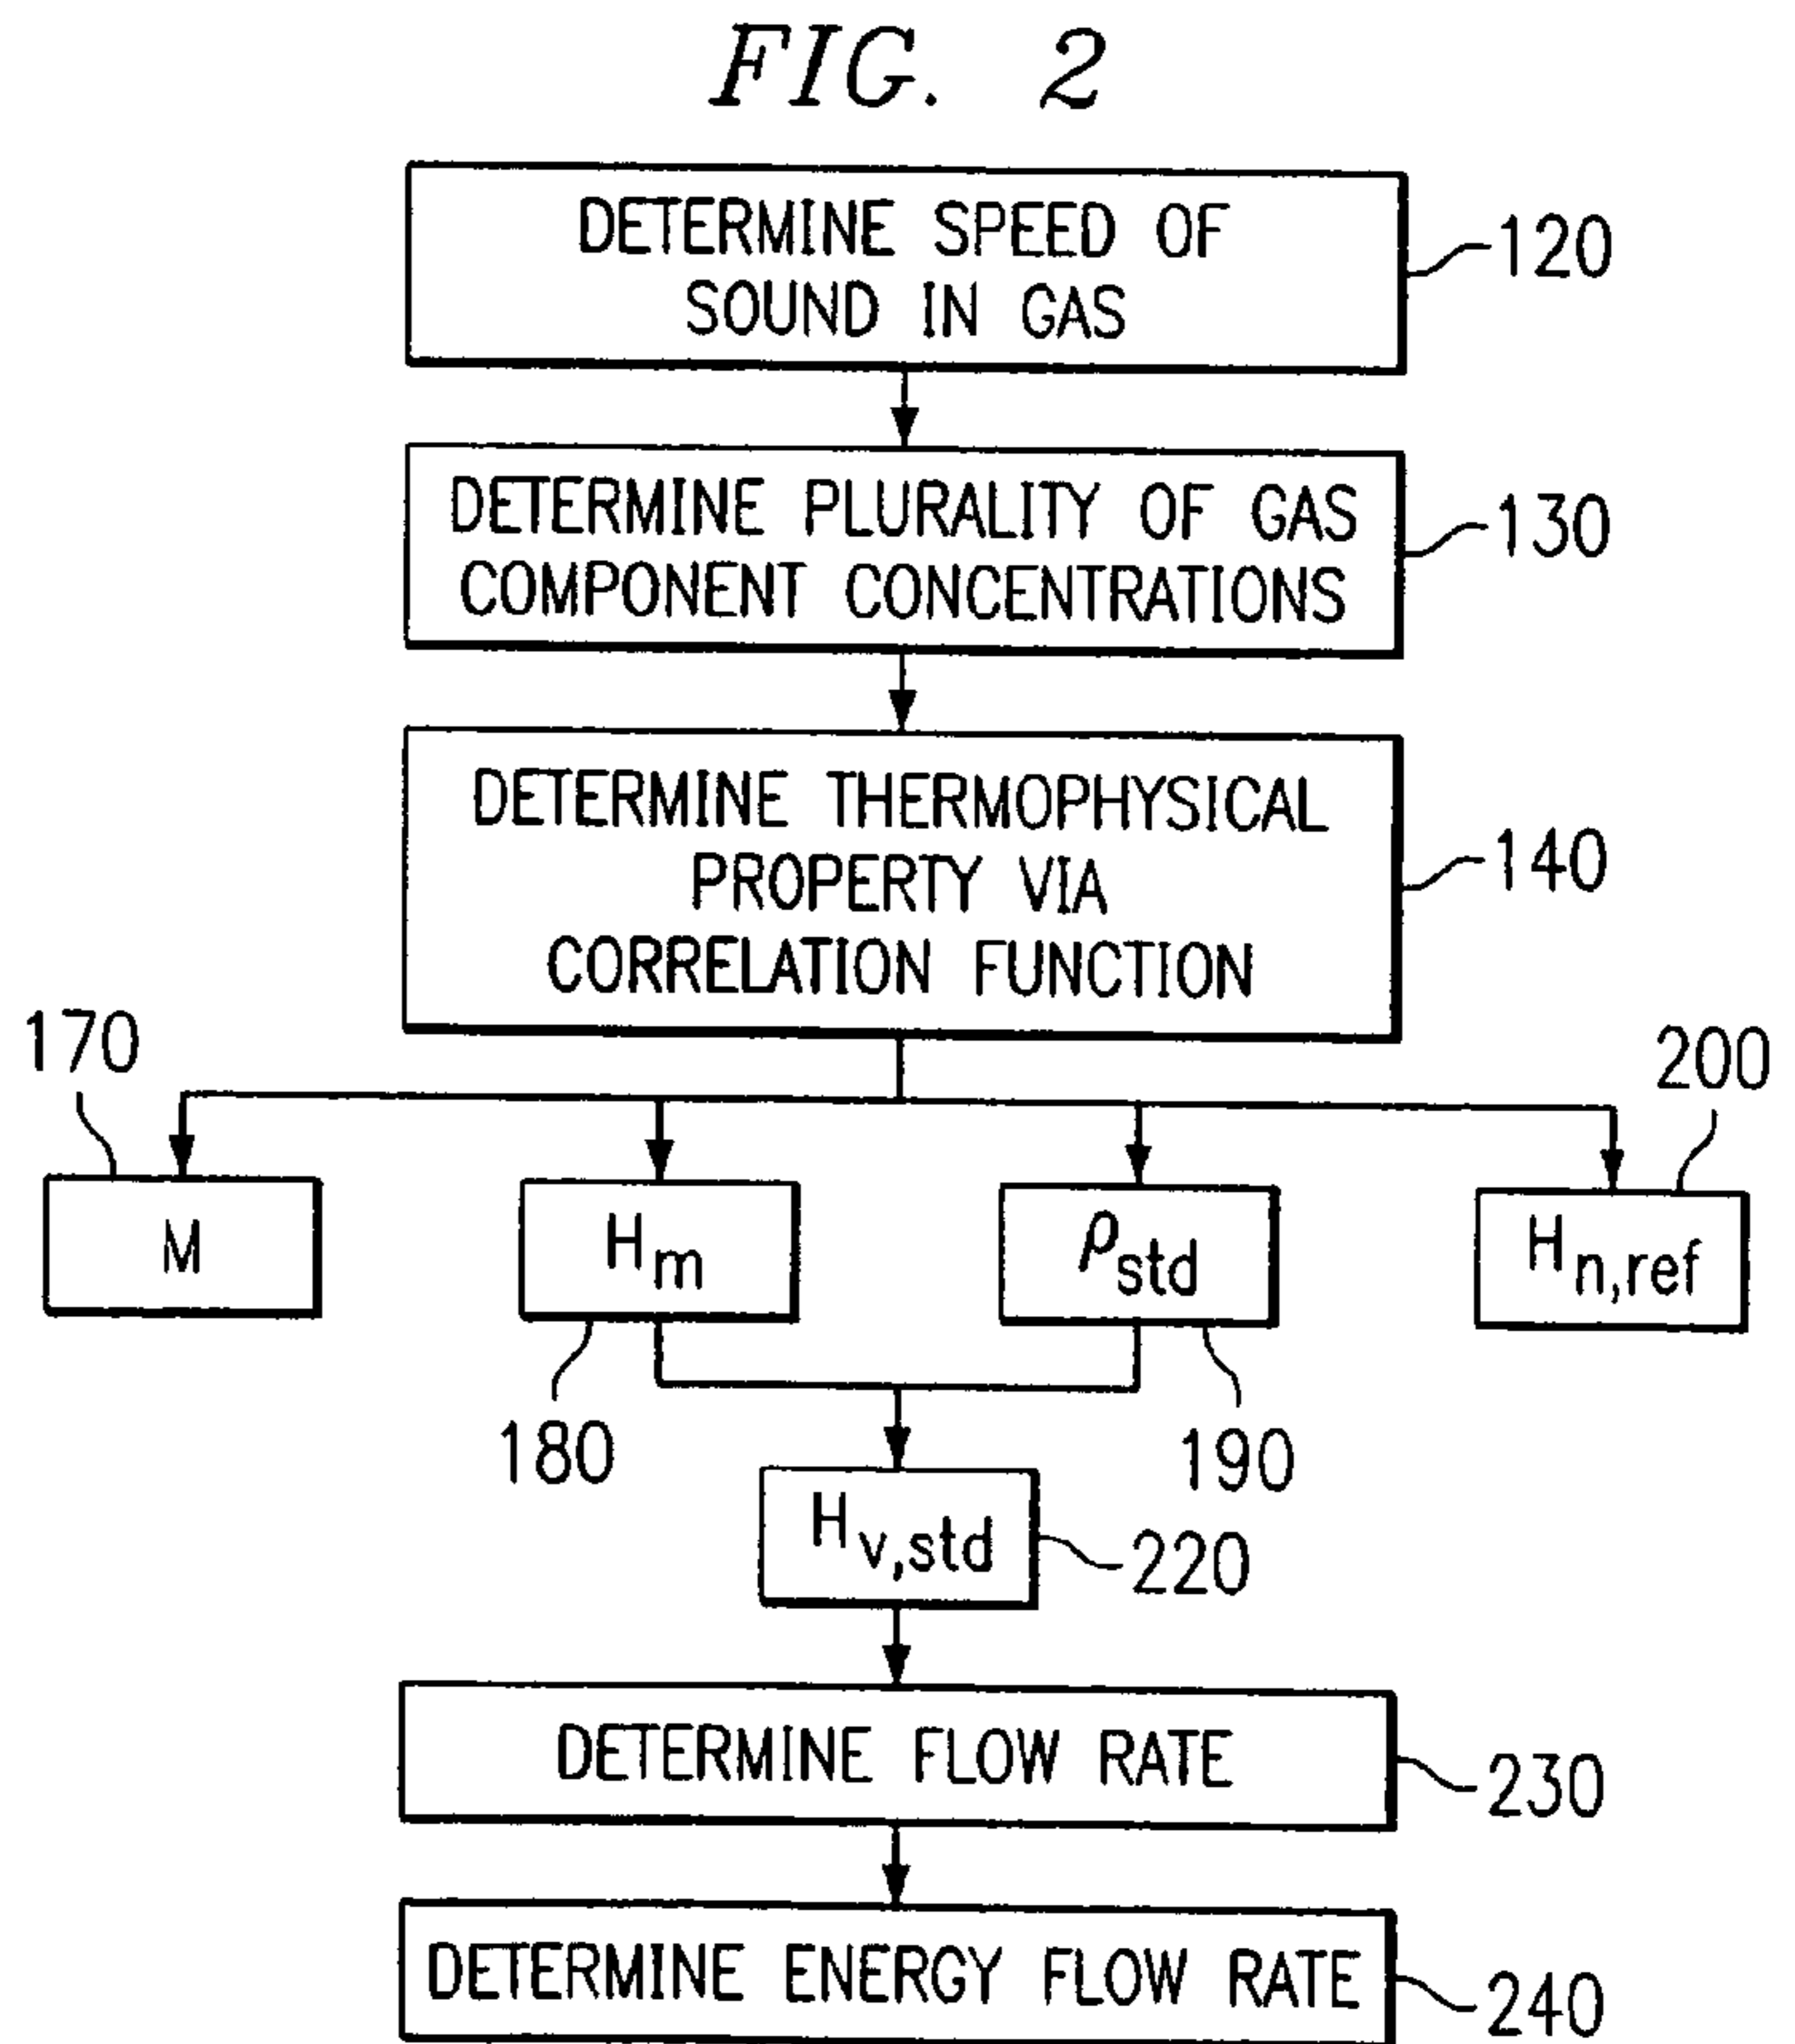 FIG. 2
DETERMINE SPEED OF
SOUND IN GAS
120
DETERMINE PLURALITY OF GAS
COMPONENT CONCENTRATIONS
130
DETERMINE THERMOPHYSICAL
PROPERTY VIA
CORRELATION FUNCTION
140
170
200
M
Hm
ρstd
Hn,ref
180
190
Hv,std
220
DETERMINE FLOW RATE
230
DETERMINE ENERGY FLOW RATE
240